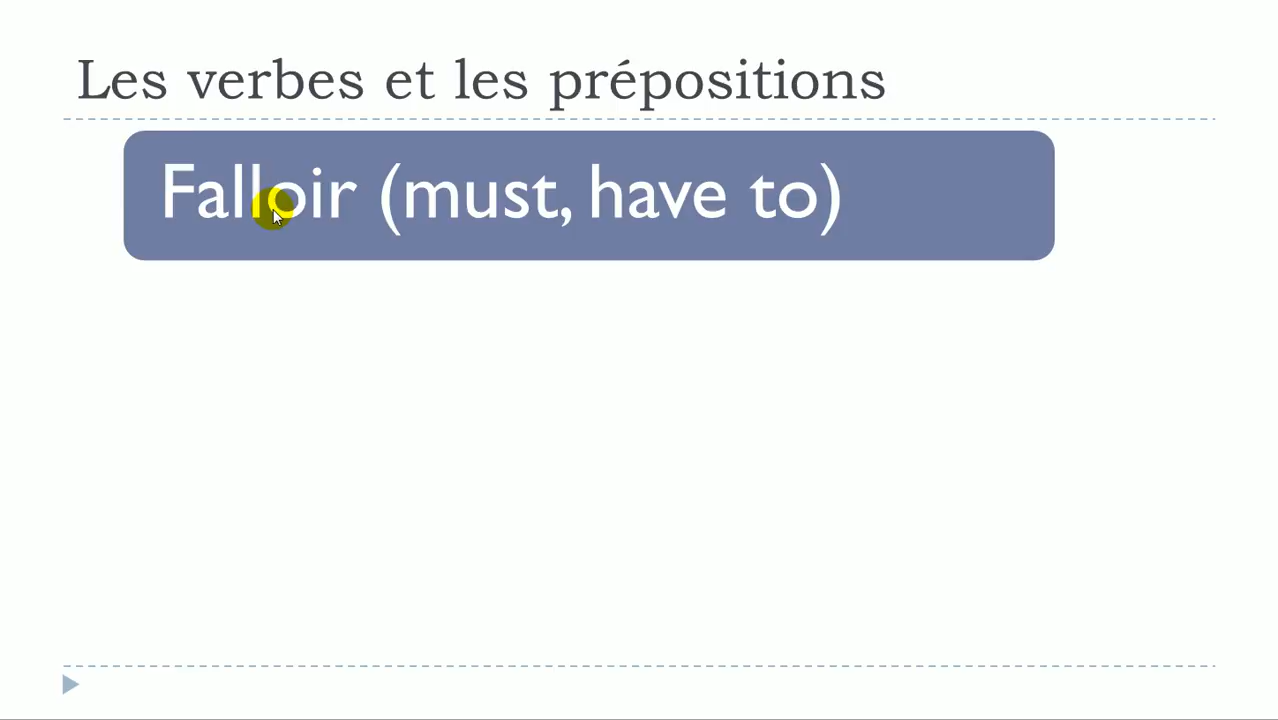 Les verbes et les prépositions
Falloir (must, have to)